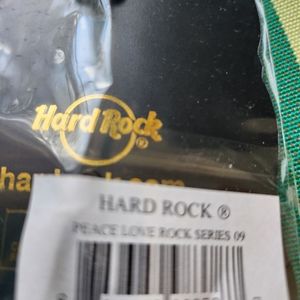 Hard Rock
®
HARD ROCK ®
PEACE LOVE ROCK SERIES 09